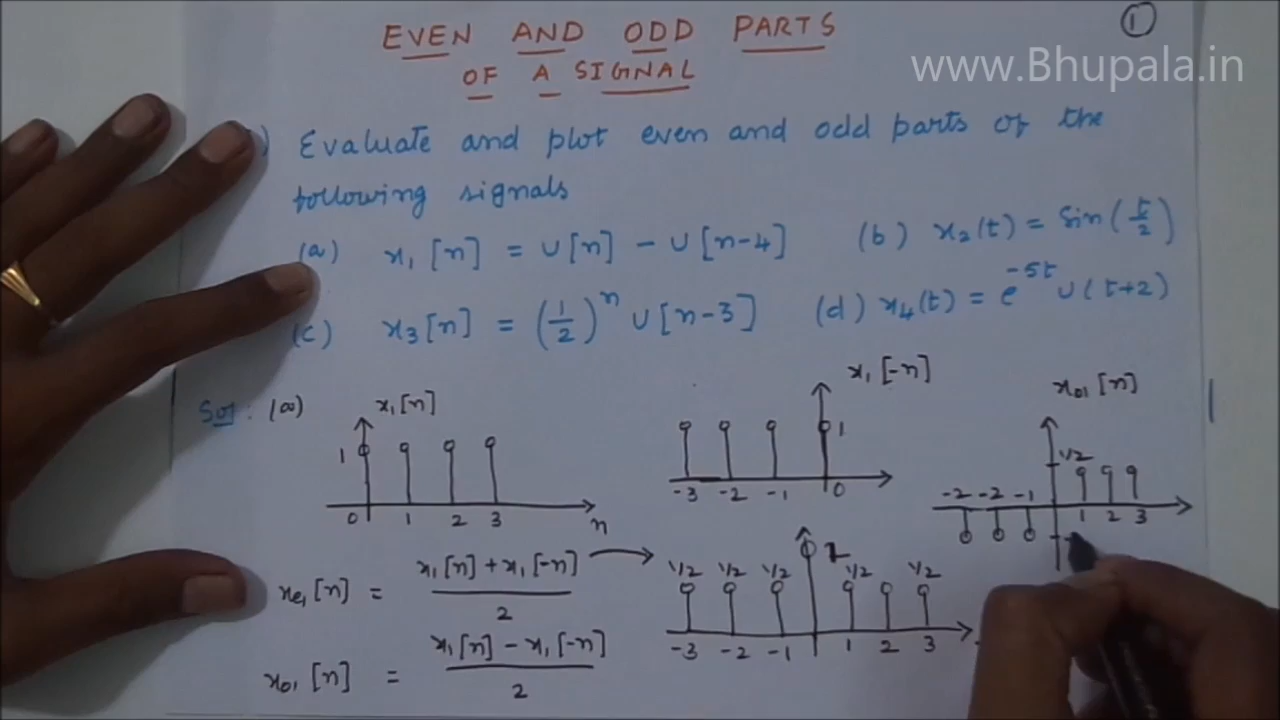 EVEN AND ODD PARTS
OF A SIGNAL
1
www.Bhupala.in
) Evaluate and plot even and odd parts of the
following signals
(a) x₁[n] = U[n] - U[n-4] (b) x₂(t) = Sin(t/2)
(c) x₃[n] = (1/2)ⁿ U[n-3] (d) x₄(t) = e^-5t U(t+2)
Sol: (a)
x₁[n]
1
0 1 2 3
n
x₁[-n]
1
-3 -2 -1 0
x₀₁[n]
1/2
-2 -2 -1
1 2 3
xₑ₁[n] = x₁[n] + x₁[-n] / 2
1/2 1/2 1/2 1/2 1/2
-3 -2 -1 1 2 3
x₀₁[n] = x₁[n] - x₁[-n] / 2